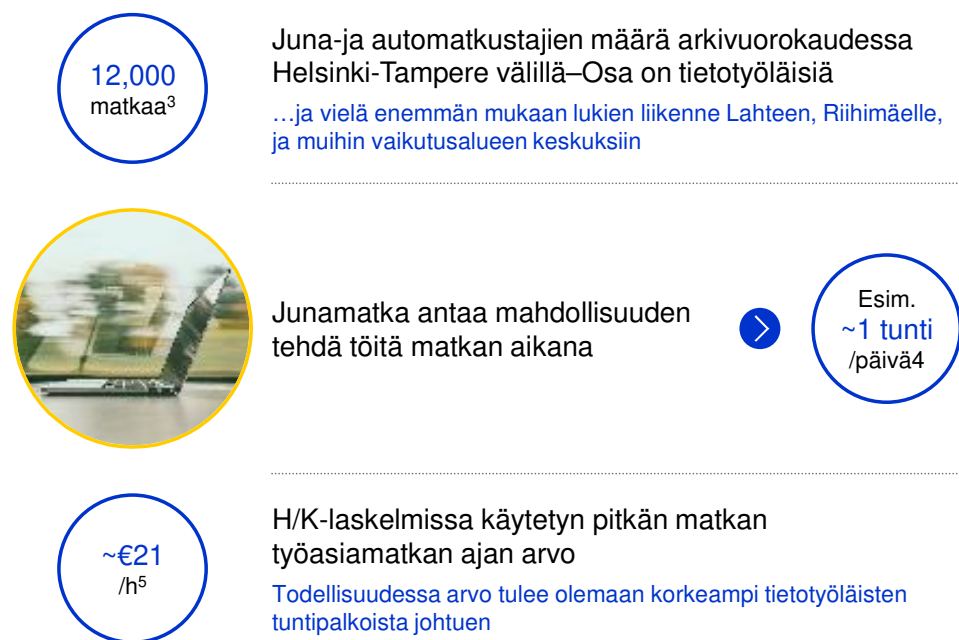 12,000
matkaa³
Juna-ja automatkustajien määrä arkivuorokaudessa
Helsinki-Tampere välillä–Osa on tietotyöläisiä
…ja vielä enemmän mukaan lukien liikenne Lahteen, Riihimäelle,
ja muihin vaikutusalueen keskuksiin
Junamatka antaa mahdollisuuden
tehdä töitä matkan aikana
Esim.
~1 tunti
/päivä4
~€21
/h⁵
H/K-laskelmissa käytetyn pitkän matkan
työasiamatkan ajan arvo
Todellisuudessa arvo tulee olemaan korkeampi tietotyöläisten
tuntipalkoista johtuen